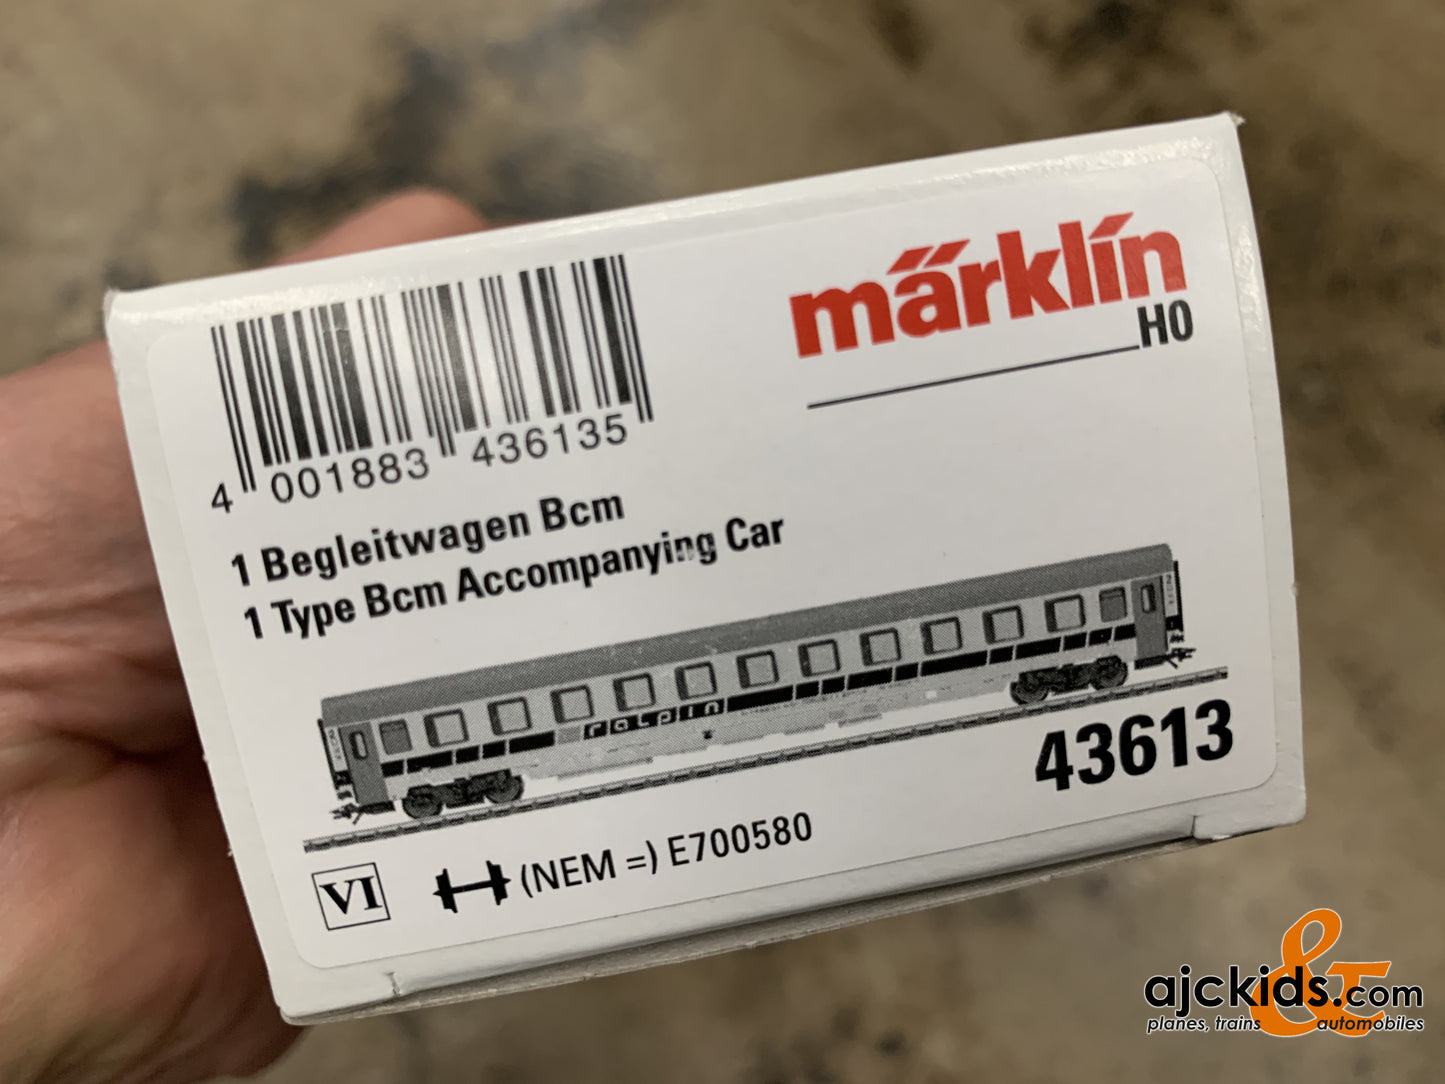 märklin
H0
4 001883 436135
1 Begleitwagen Bcm
1 Type Bcm Accompanying Car
ralpin
43613
VI
(NEM =) E700580
ajckids.com
planes, trains & automobiles